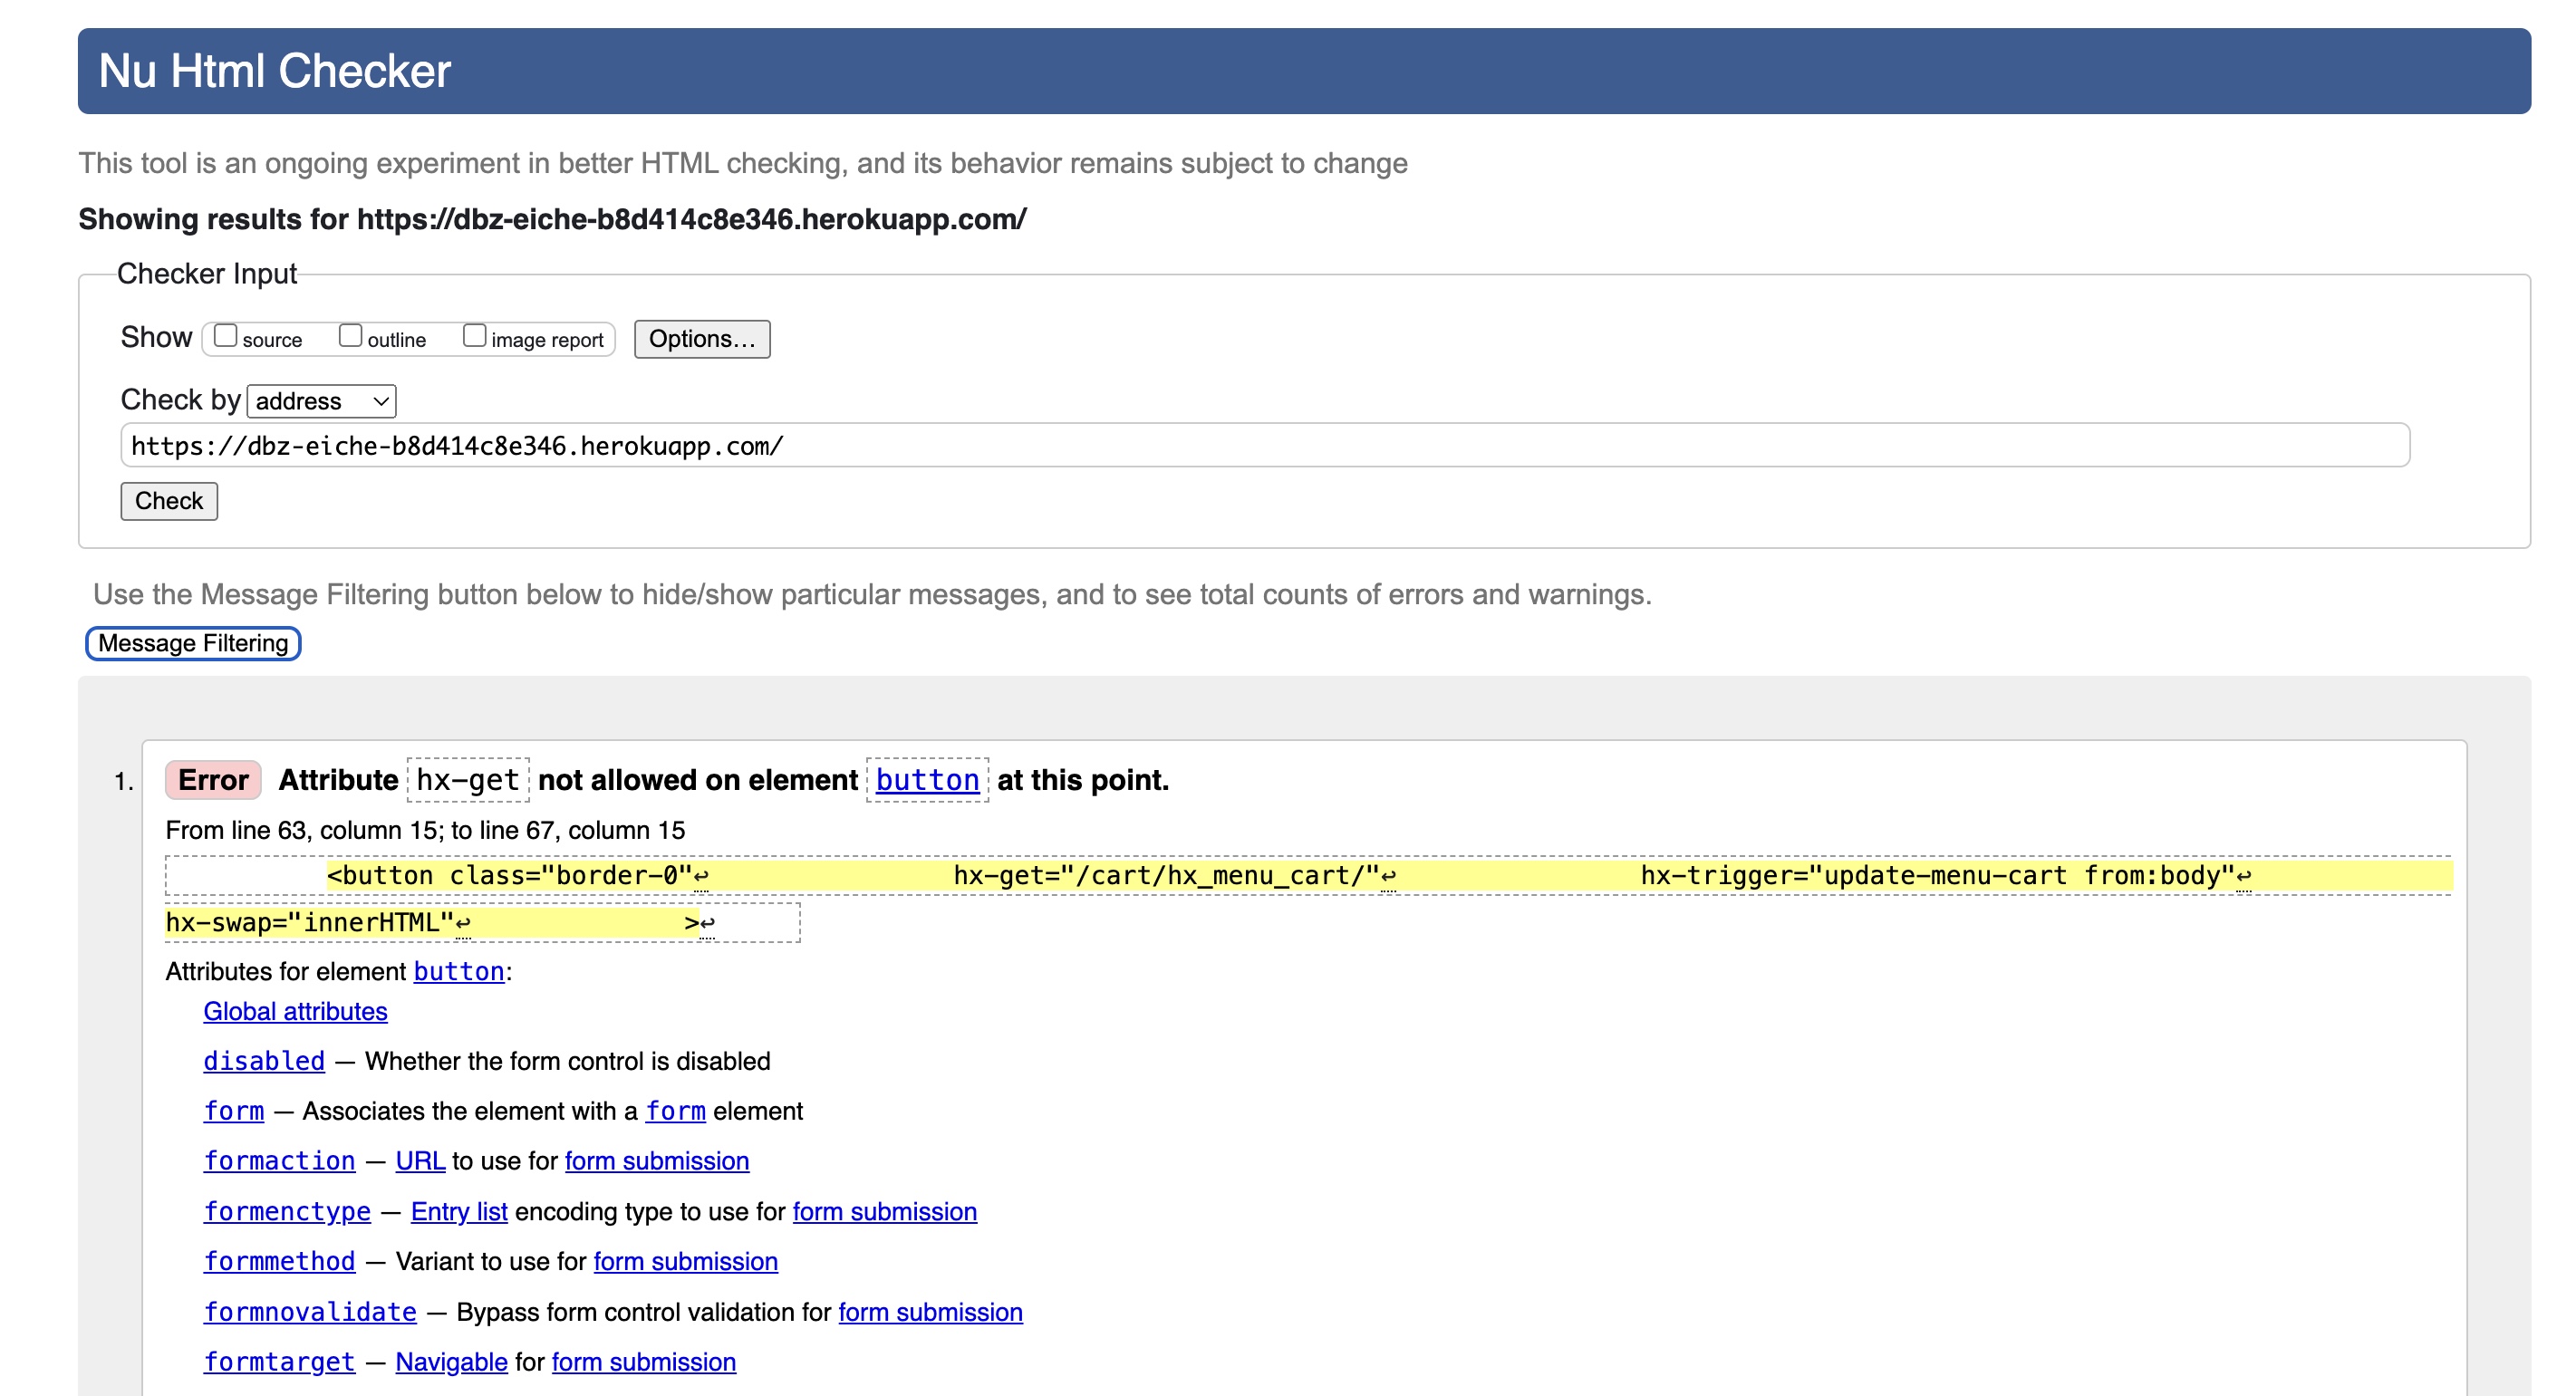 Nu Html Checker
This tool is an ongoing experiment in better HTML checking, and its behavior remains subject to change
Showing results for https://dbz-eiche-b8d414c8e346.herokuapp.com/
Checker Input
Show source outline image report Options...
Check by address
https://dbz-eiche-b8d414c8e346.herokuapp.com/
Check
Use the Message Filtering button below to hide/show particular messages, and to see total counts of errors and warnings.
Message Filtering
1. Error Attribute hx-get not allowed on element button at this point.
From line 63, column 15; to line 67, column 15
<button class="border-0"↩ hx-get="/cart/hx_menu_cart/"↩ hx-trigger="update-menu-cart from:body"↩
hx-swap="innerHTML"↩ >↩
Attributes for element button:
Global attributes
disabled — Whether the form control is disabled
form — Associates the element with a form element
formaction — URL to use for form submission
formenctype — Entry list encoding type to use for form submission
formmethod — Variant to use for form submission
formnovalidate — Bypass form control validation for form submission
formtarget — Navigable for form submission